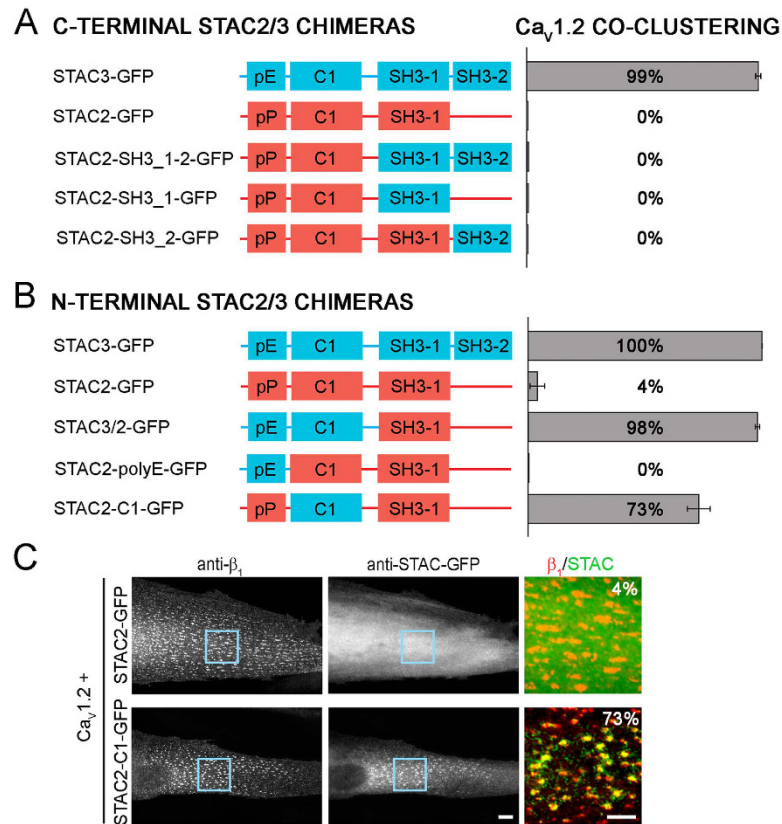 A C-TERMINAL STAC2/3 CHIMERAS CaV1.2 CO-CLUSTERING
STAC3-GFP pE C1 SH3-1 SH3-2 99%
STAC2-GFP pP C1 SH3-1 0%
STAC2-SH3_1-2-GFP pP C1 SH3-1 SH3-2 0%
STAC2-SH3_1-GFP pP C1 SH3-1 0%
STAC2-SH3_2-GFP pP C1 SH3-1 SH3-2 0%
B N-TERMINAL STAC2/3 CHIMERAS
STAC3-GFP pE C1 SH3-1 SH3-2 100%
STAC2-GFP pP C1 SH3-1 4%
STAC3/2-GFP pE C1 SH3-1 98%
STAC2-polyE-GFP pE C1 SH3-1 0%
STAC2-C1-GFP pP C1 SH3-1 73%
C anti-β1 anti-STAC-GFP β1/STAC
CaV1.2 +
STAC2-GFP 4%
STAC2-C1-GFP 73%